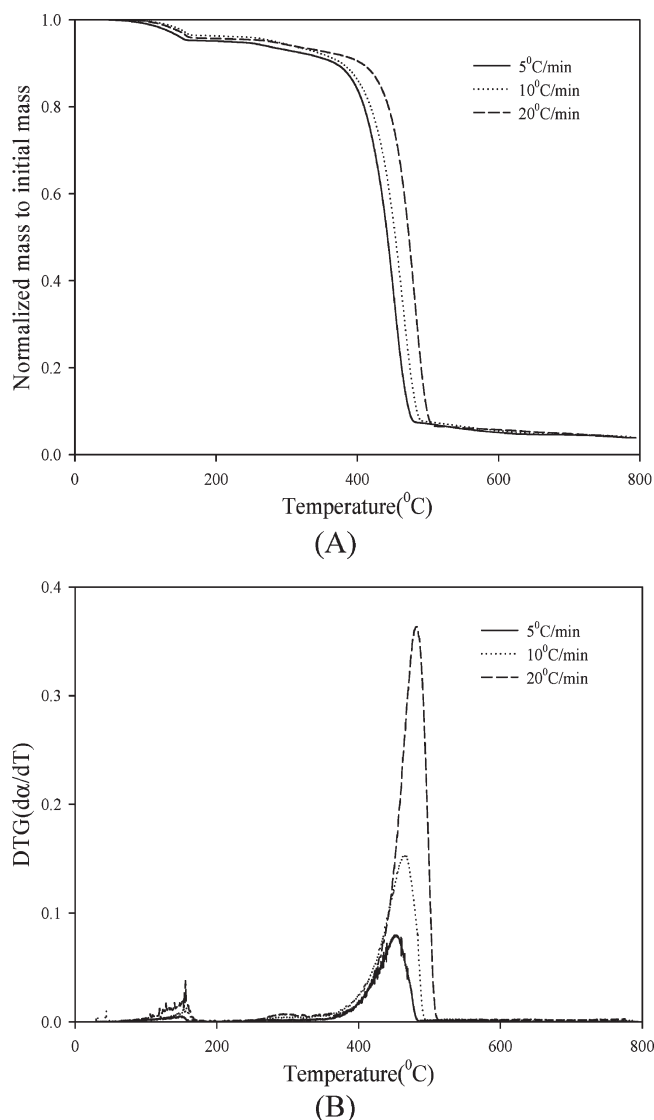 1.0
0.8
0.6
0.4
0.2
0.0
Normalized mass to initial mass
5⁰C/min
10⁰C/min
20⁰C/min
0 200 400 600 800
Temperature(⁰C)
(A)
0.4
0.3
0.2
0.1
0.0
DTG(dα/dT)
5⁰C/min
10⁰C/min
20⁰C/min
0 200 400 600 800
Temperature(⁰C)
(B)